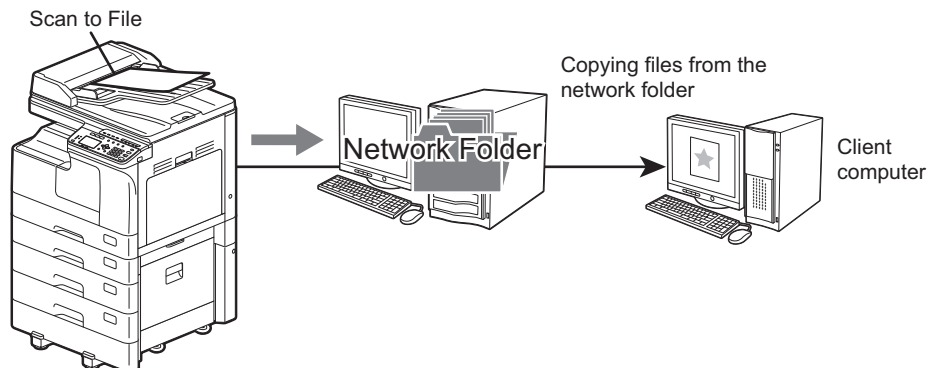 Scan to File
Copying files from the
network folder
Network Folder
Client
computer